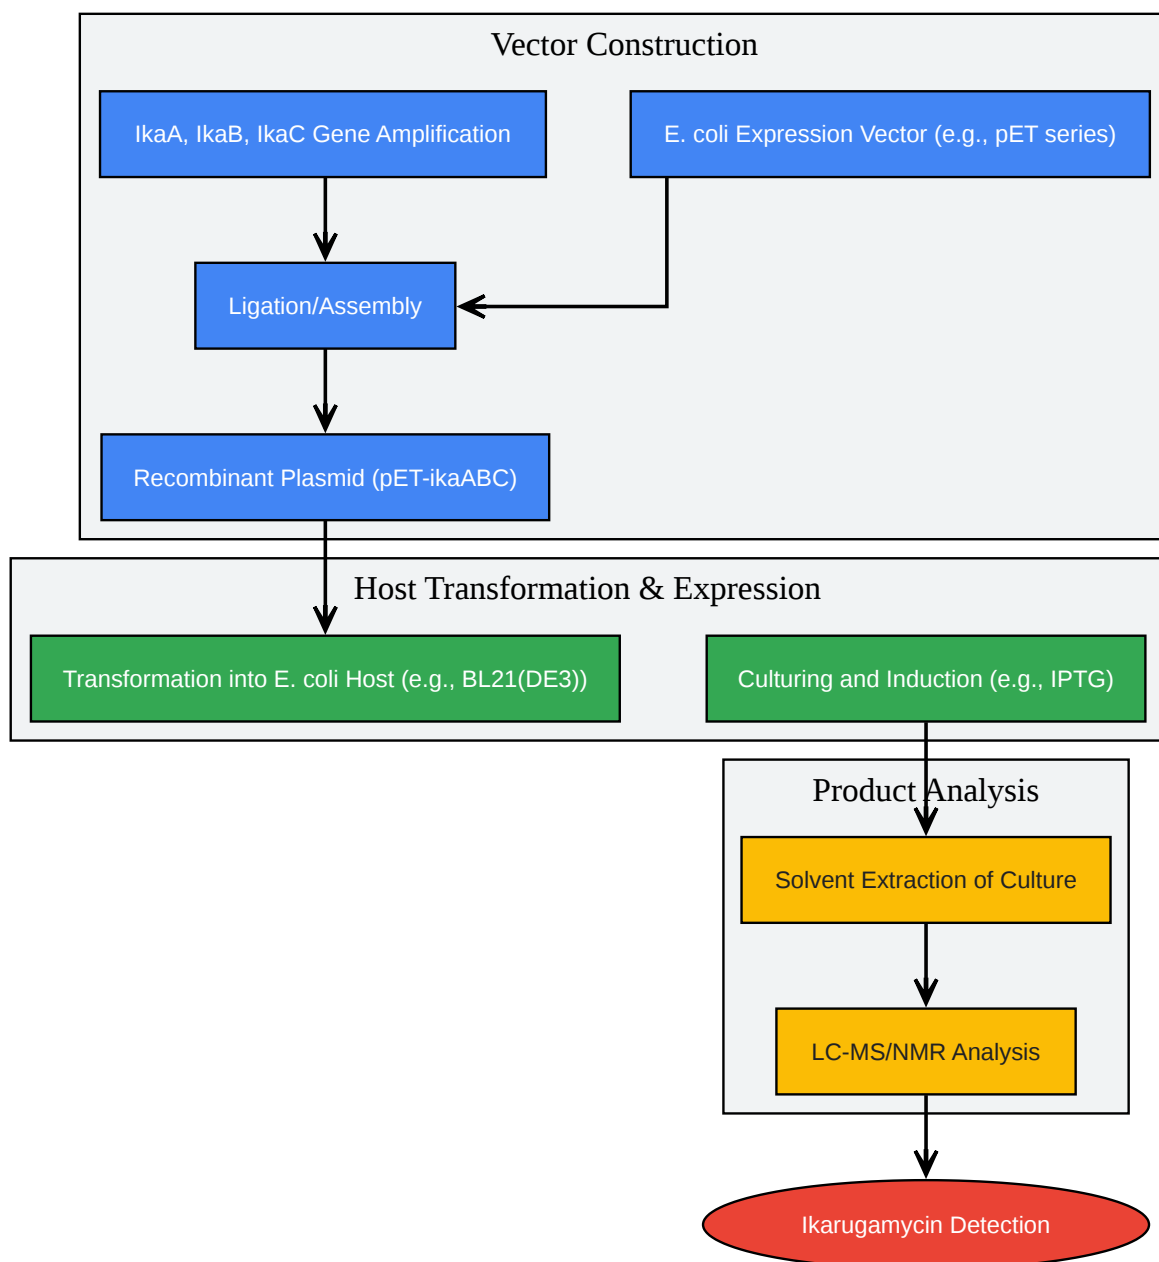 Vector Construction
IkaA, IkaB, IkaC Gene Amplification
E. coli Expression Vector (e.g., pET series)
Ligation/Assembly
Recombinant Plasmid (pET-ikaABC)
Host Transformation & Expression
Transformation into E. coli Host (e.g., BL21(DE3))
Culturing and Induction (e.g., IPTG)
Product Analysis
Solvent Extraction of Culture
LC-MS/NMR Analysis
Ikarugamycin Detection